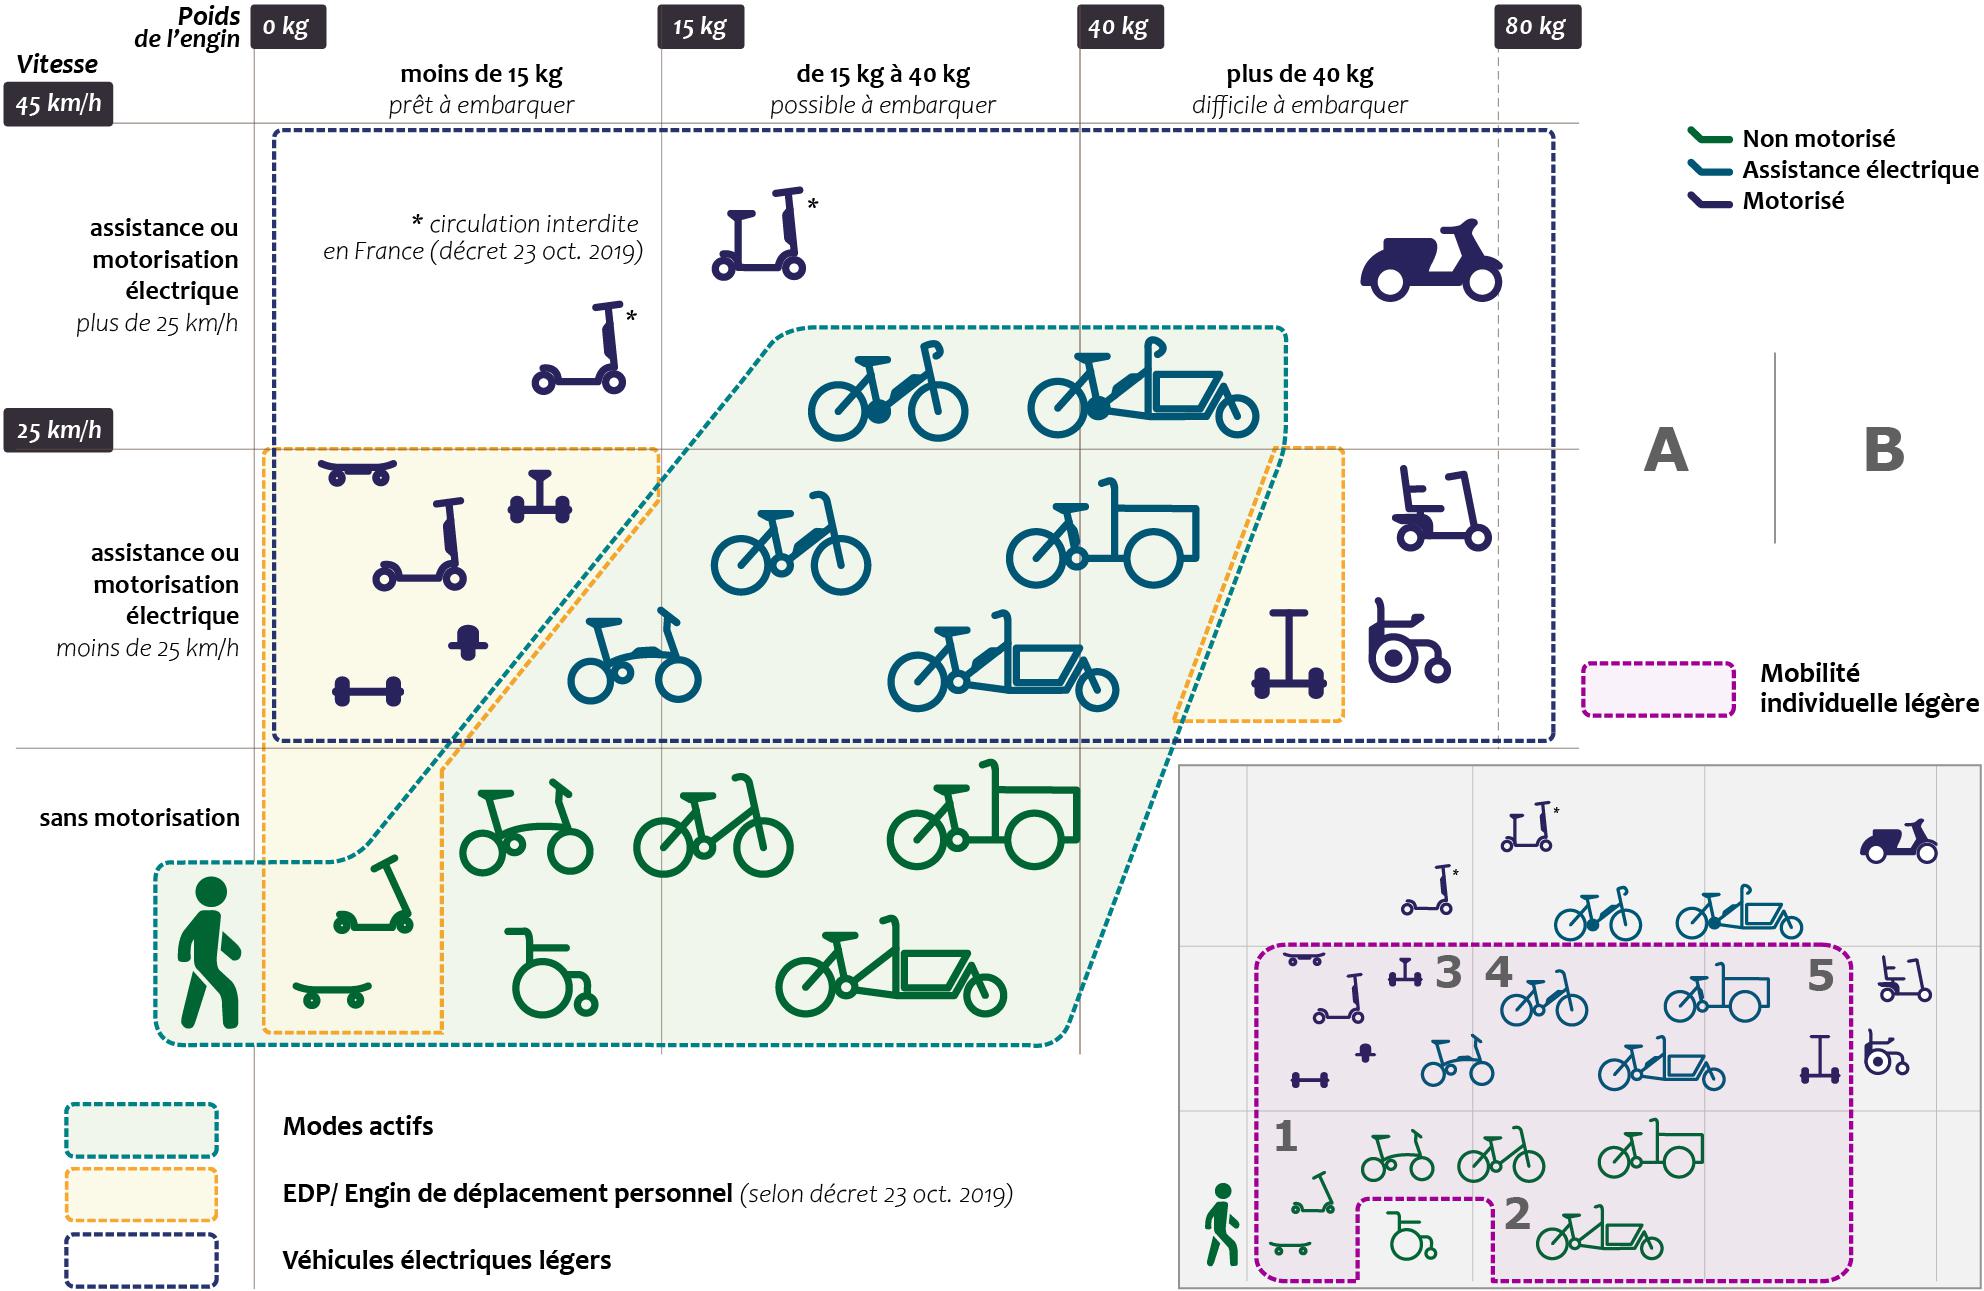 Poids
de l'engin
0 kg
15 kg
40 kg
80 kg
Vitesse
45 km/h
moins de 15 kg
prêt à embarquer
de 15 kg à 40 kg
possible à embarquer
plus de 40 kg
difficile à embarquer
Non motorisé
Assistance électrique
Motorisé
assistance ou
motorisation
électrique
plus de 25 km/h
* circulation interdite
en France (décret 23 oct. 2019)
*
*
25 km/h
A
B
assistance ou
motorisation
électrique
moins de 25 km/h
Mobilité
individuelle légère
sans motorisation
*
*
3
4
5
1
2
Modes actifs
EDP/ Engin de déplacement personnel (selon décret 23 oct. 2019)
Véhicules électriques légers